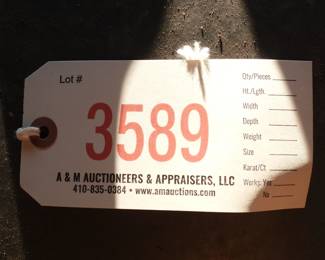 Lot #
3589
A & M AUCTIONEERS & APPRAISERS, LLC
410-835-0384 • www.amauctions.com
Qty/Pieces
Ht./Lgth.
Width
Depth
Weight
Size
Karat/Ct
Works: Yes
No